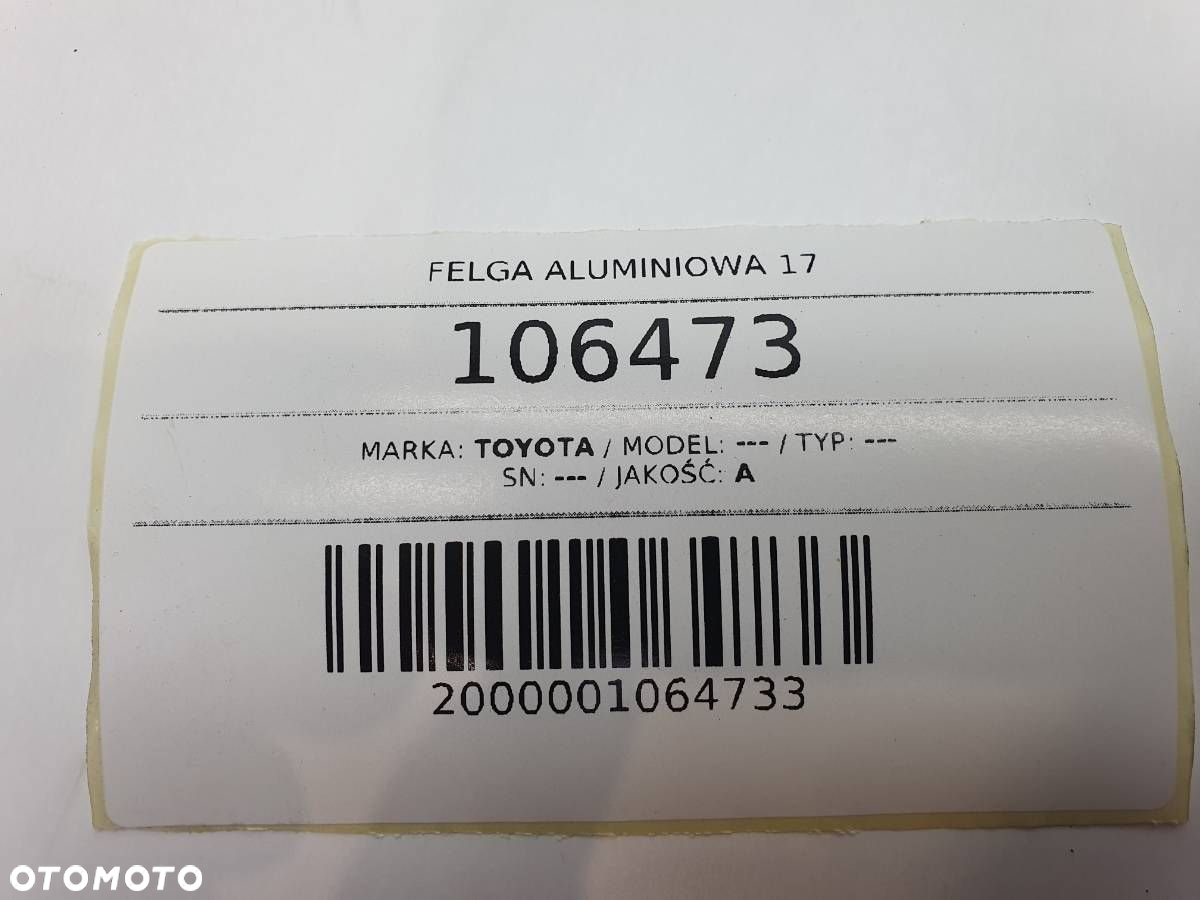 FELGA ALUMINIOWA 17
106473
MARKA: TOYOTA / MODEL: --- / TYP: ---
SN: --- / JAKOŚĆ: A
2000001064733
OTOMOTO